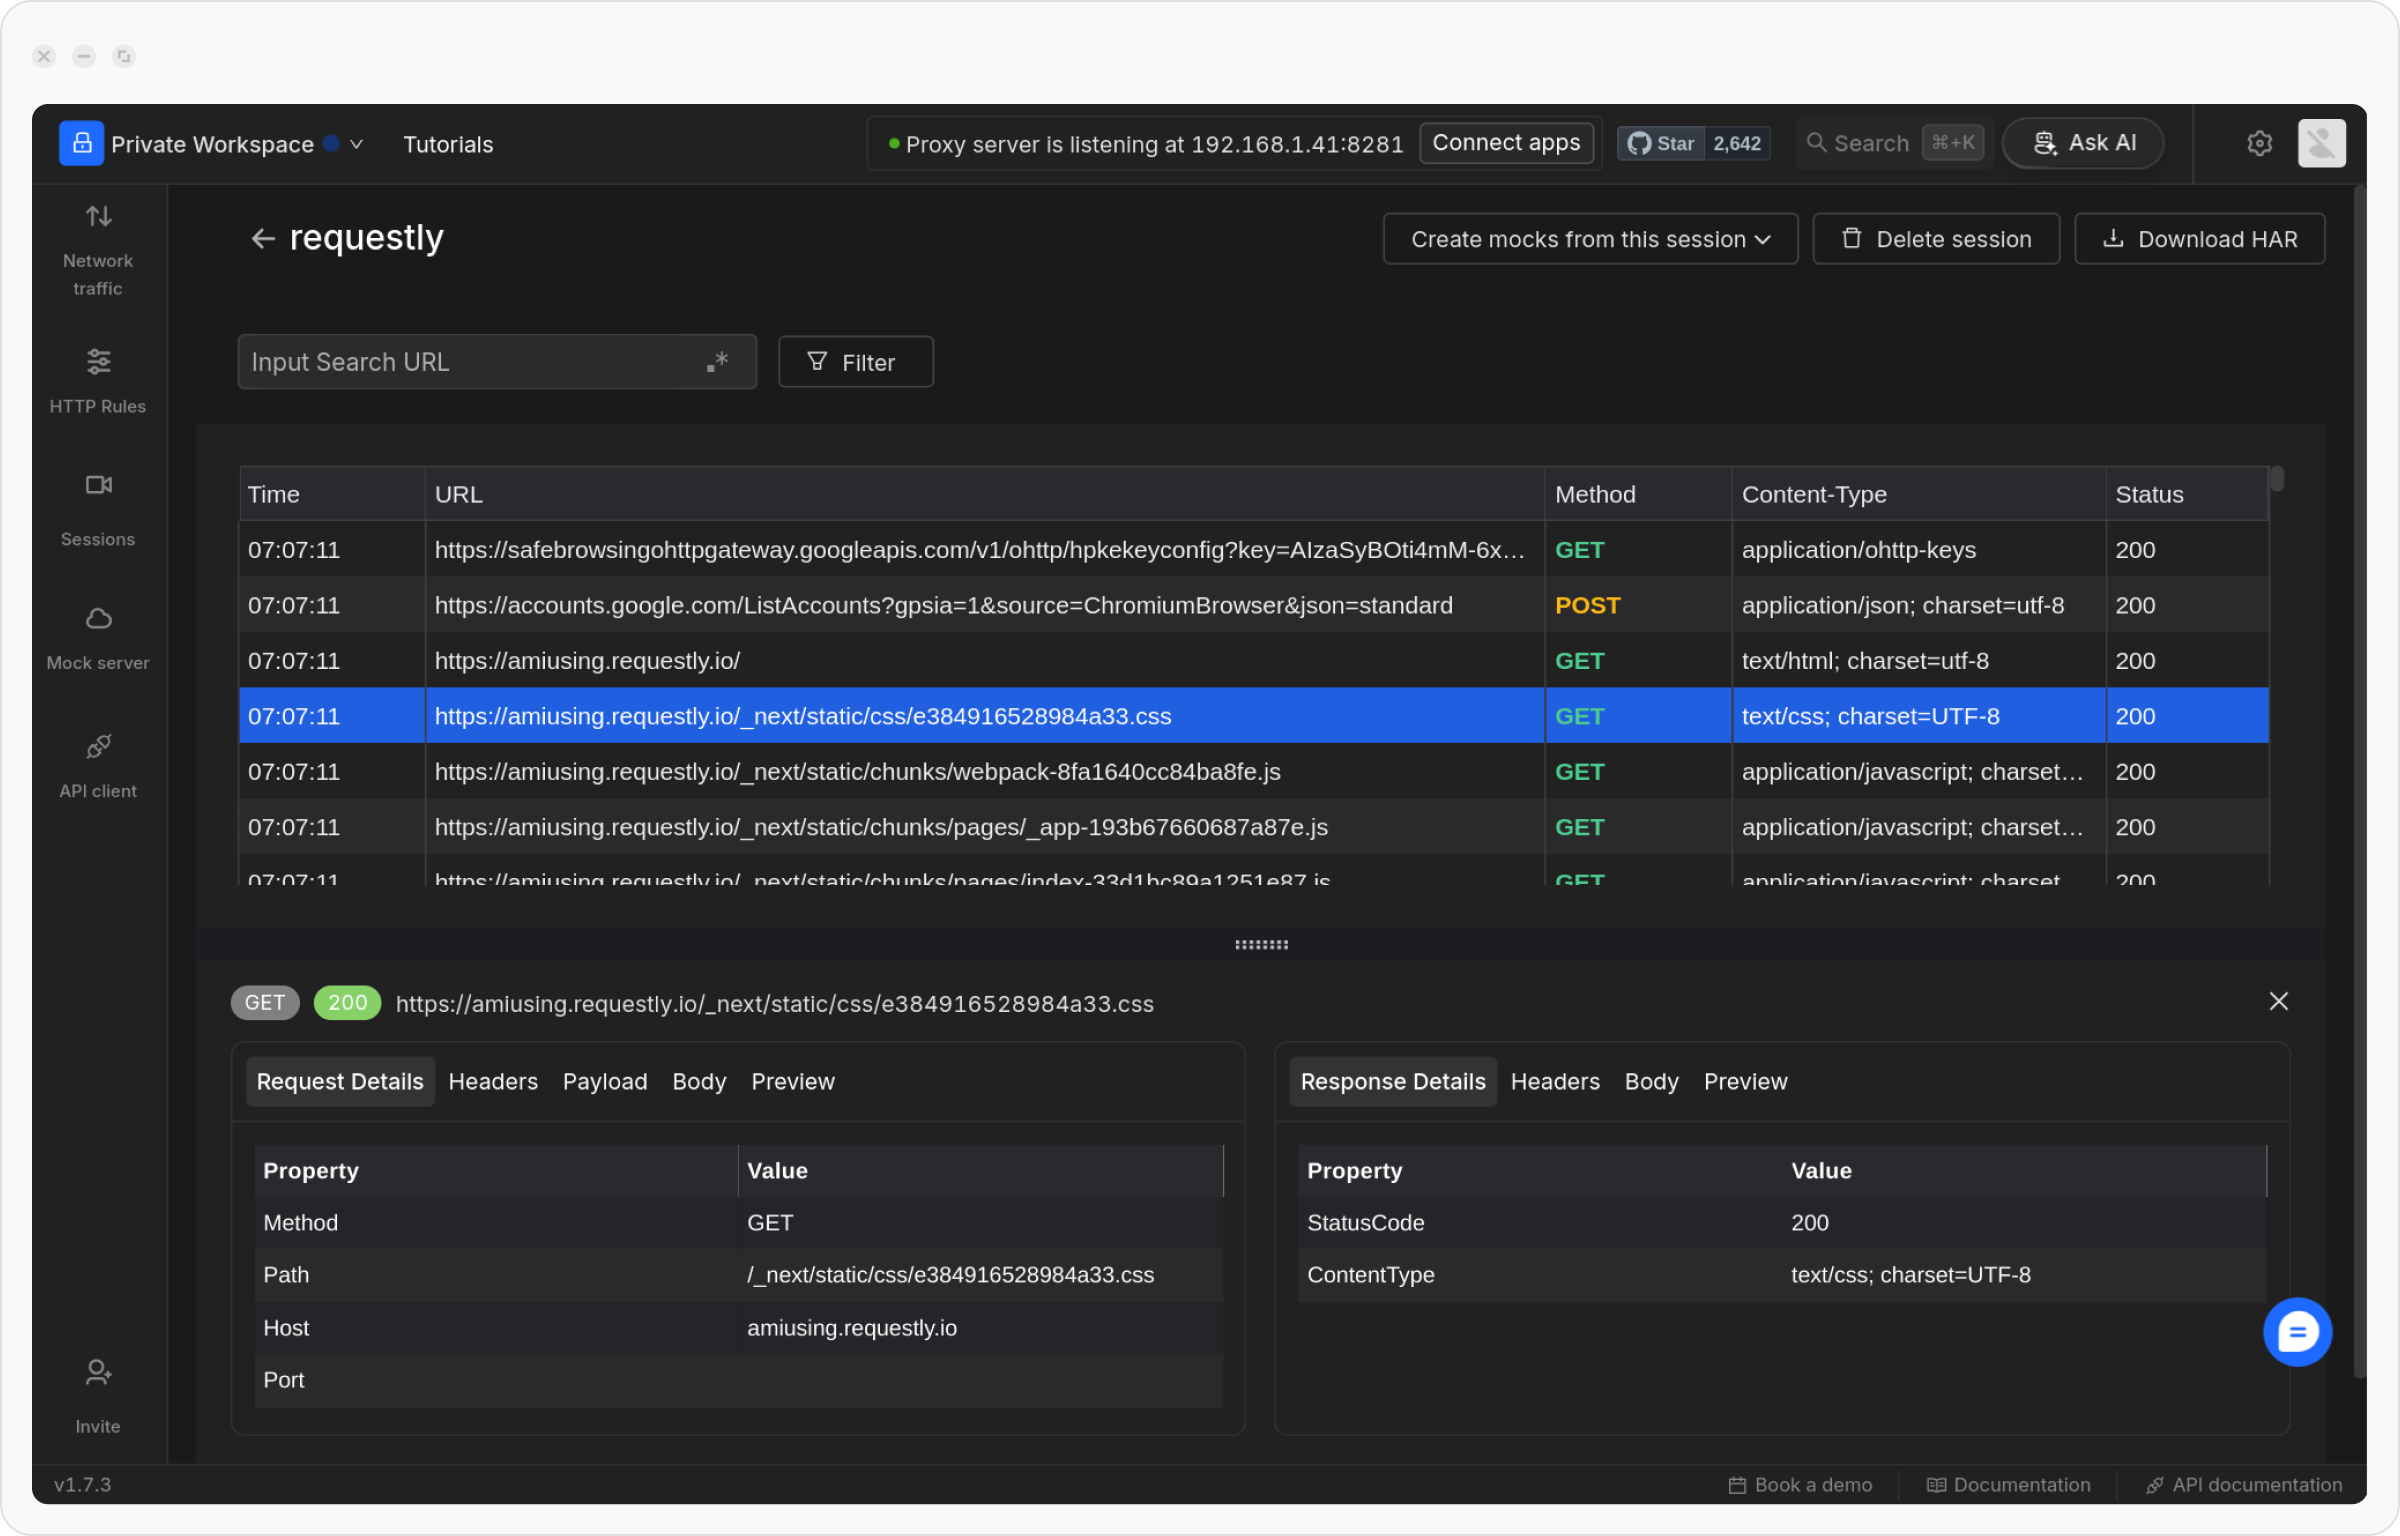 Private Workspace
Tutorials
Proxy server is listening at 192.168.1.41:8281
Connect apps
Star 2,642
Search ⌘+K
Ask AI
Network
traffic
HTTP Rules
Sessions
Mock server
API client
Invite
requestly
Create mocks from this session
Delete session
Download HAR
Input Search URL .*
Filter
Time URL Method Content-Type Status
07:07:11 https://safebrowsingohttpgateway.googleapis.com/v1/ohttp/hpkekeyconfig?key=AIzaSyBOti4mM-6x… GET application/ohttp-keys 200
07:07:11 https://accounts.google.com/ListAccounts?gpsia=1&source=ChromiumBrowser&json=standard POST application/json; charset=utf-8 200
07:07:11 https://amiusing.requestly.io/ GET text/html; charset=utf-8 200
07:07:11 https://amiusing.requestly.io/_next/static/css/e384916528984a33.css GET text/css; charset=UTF-8 200
07:07:11 https://amiusing.requestly.io/_next/static/chunks/webpack-8fa1640cc84ba8fe.js GET application/javascript; charset… 200
07:07:11 https://amiusing.requestly.io/_next/static/chunks/pages/_app-193b67660687a87e.js GET application/javascript; charset… 200
07:07:11 https://amiusing.requestly.io/_next/static/chunks/pages/index-33d1bc89a1251e87.js GET application/javascript; charset… 200
GET 200 https://amiusing.requestly.io/_next/static/css/e384916528984a33.css
Request Details Headers Payload Body Preview
Property Value
Method GET
Path /_next/static/css/e384916528984a33.css
Host amiusing.requestly.io
Port
Response Details Headers Body Preview
Property Value
StatusCode 200
ContentType text/css; charset=UTF-8
v1.7.3
Book a demo
Documentation
API documentation